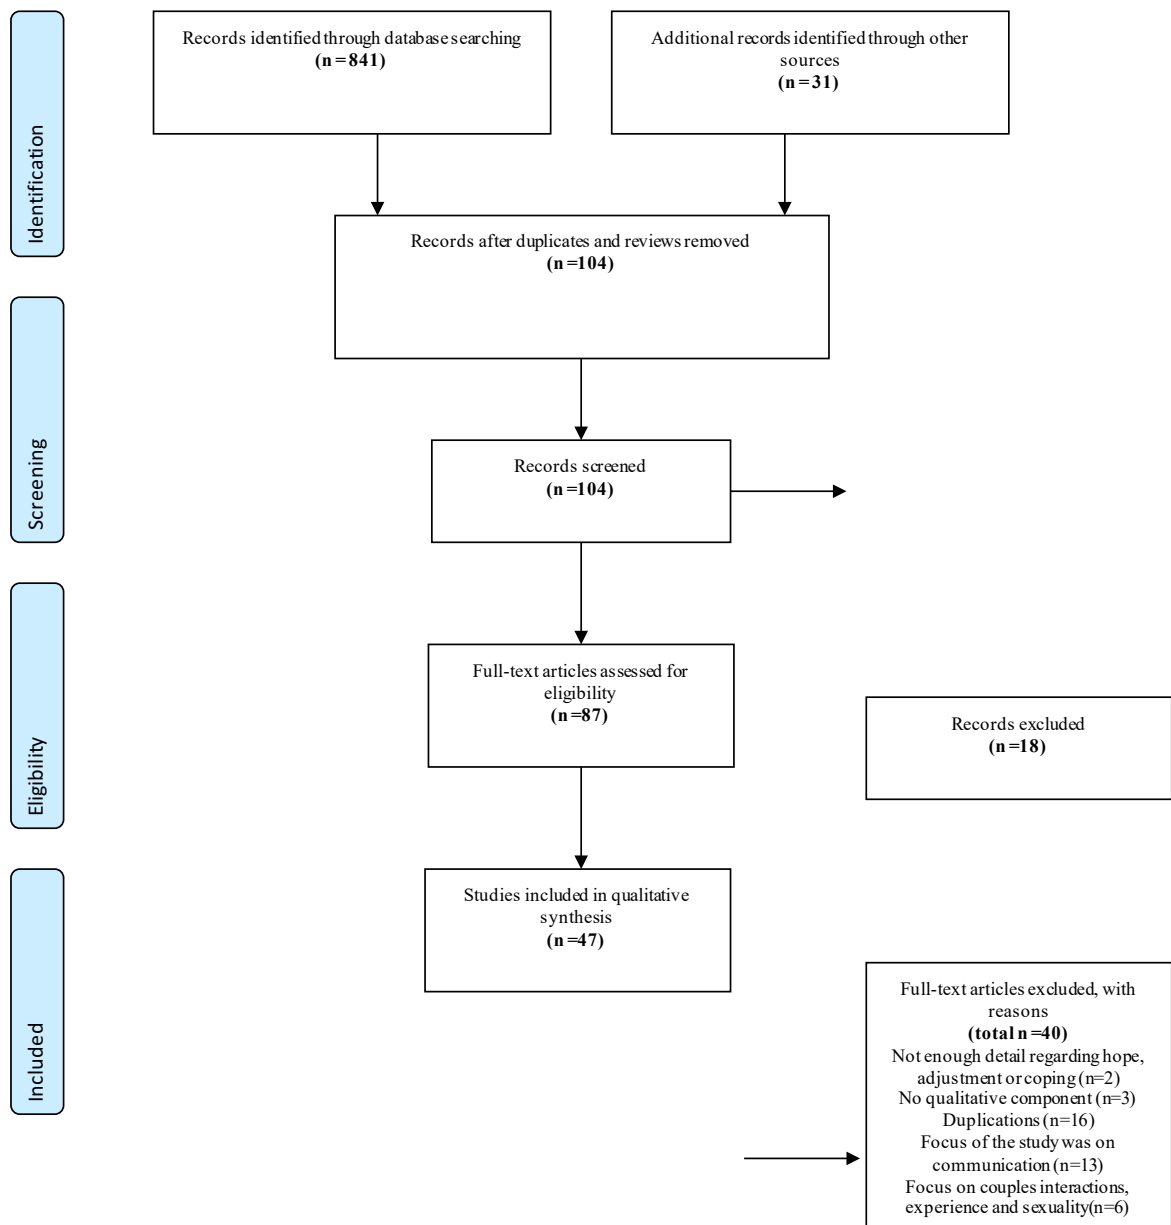 Identification
Records identified through database searching
(n=841)
Additional records identified through other
sources
(n=31)
Records after duplicates and reviews removed
(n=104)
Screening
Records screened
(n=104)
Eligibility
Full-text articles assessed for
eligibility
(n=87)
Records excluded
(n=18)
Included
Studies included in qualitative
synthesis
(n=47)
Full-text articles excluded, with
reasons
(total n=40)
Not enough detail regarding hope,
adjustment or coping (n=2)
No qualitative component (n=3)
Duplications (n=16)
Focus of the study was on
communication (n=13)
Focus on couples interactions,
experience and sexuality(n=6)